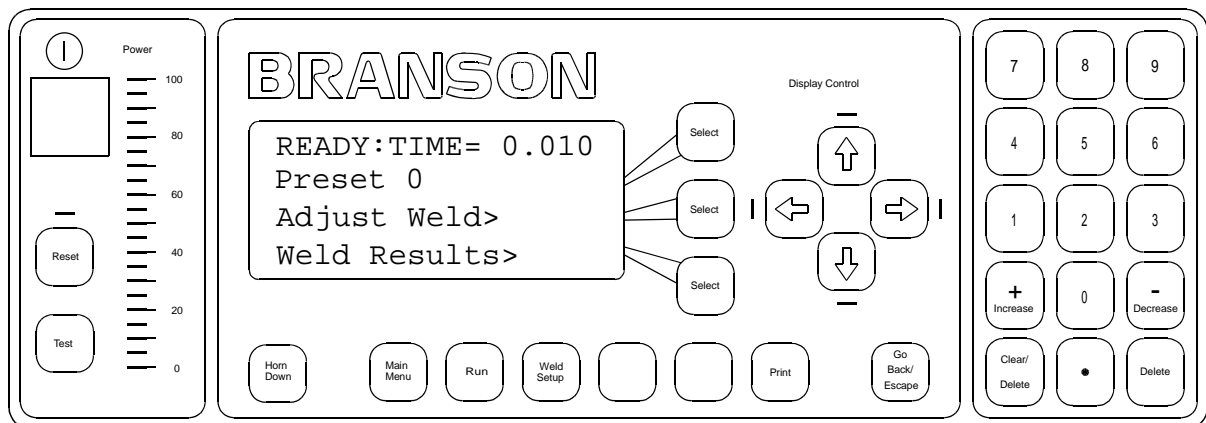 Power
100
80
60
40
20
0
Reset
Test
BRANSON
READY:TIME= 0.010
Preset 0
Adjust Weld>
Weld Results>
Select
Select
Select
Display Control
Horn
Down
Main
Menu
Run
Weld
Setup
Print
Go
Back/
Escape
7 8 9
4 5 6
1 2 3
+
Increase
0
-
Decrease
Clear/
Delete
•
Delete